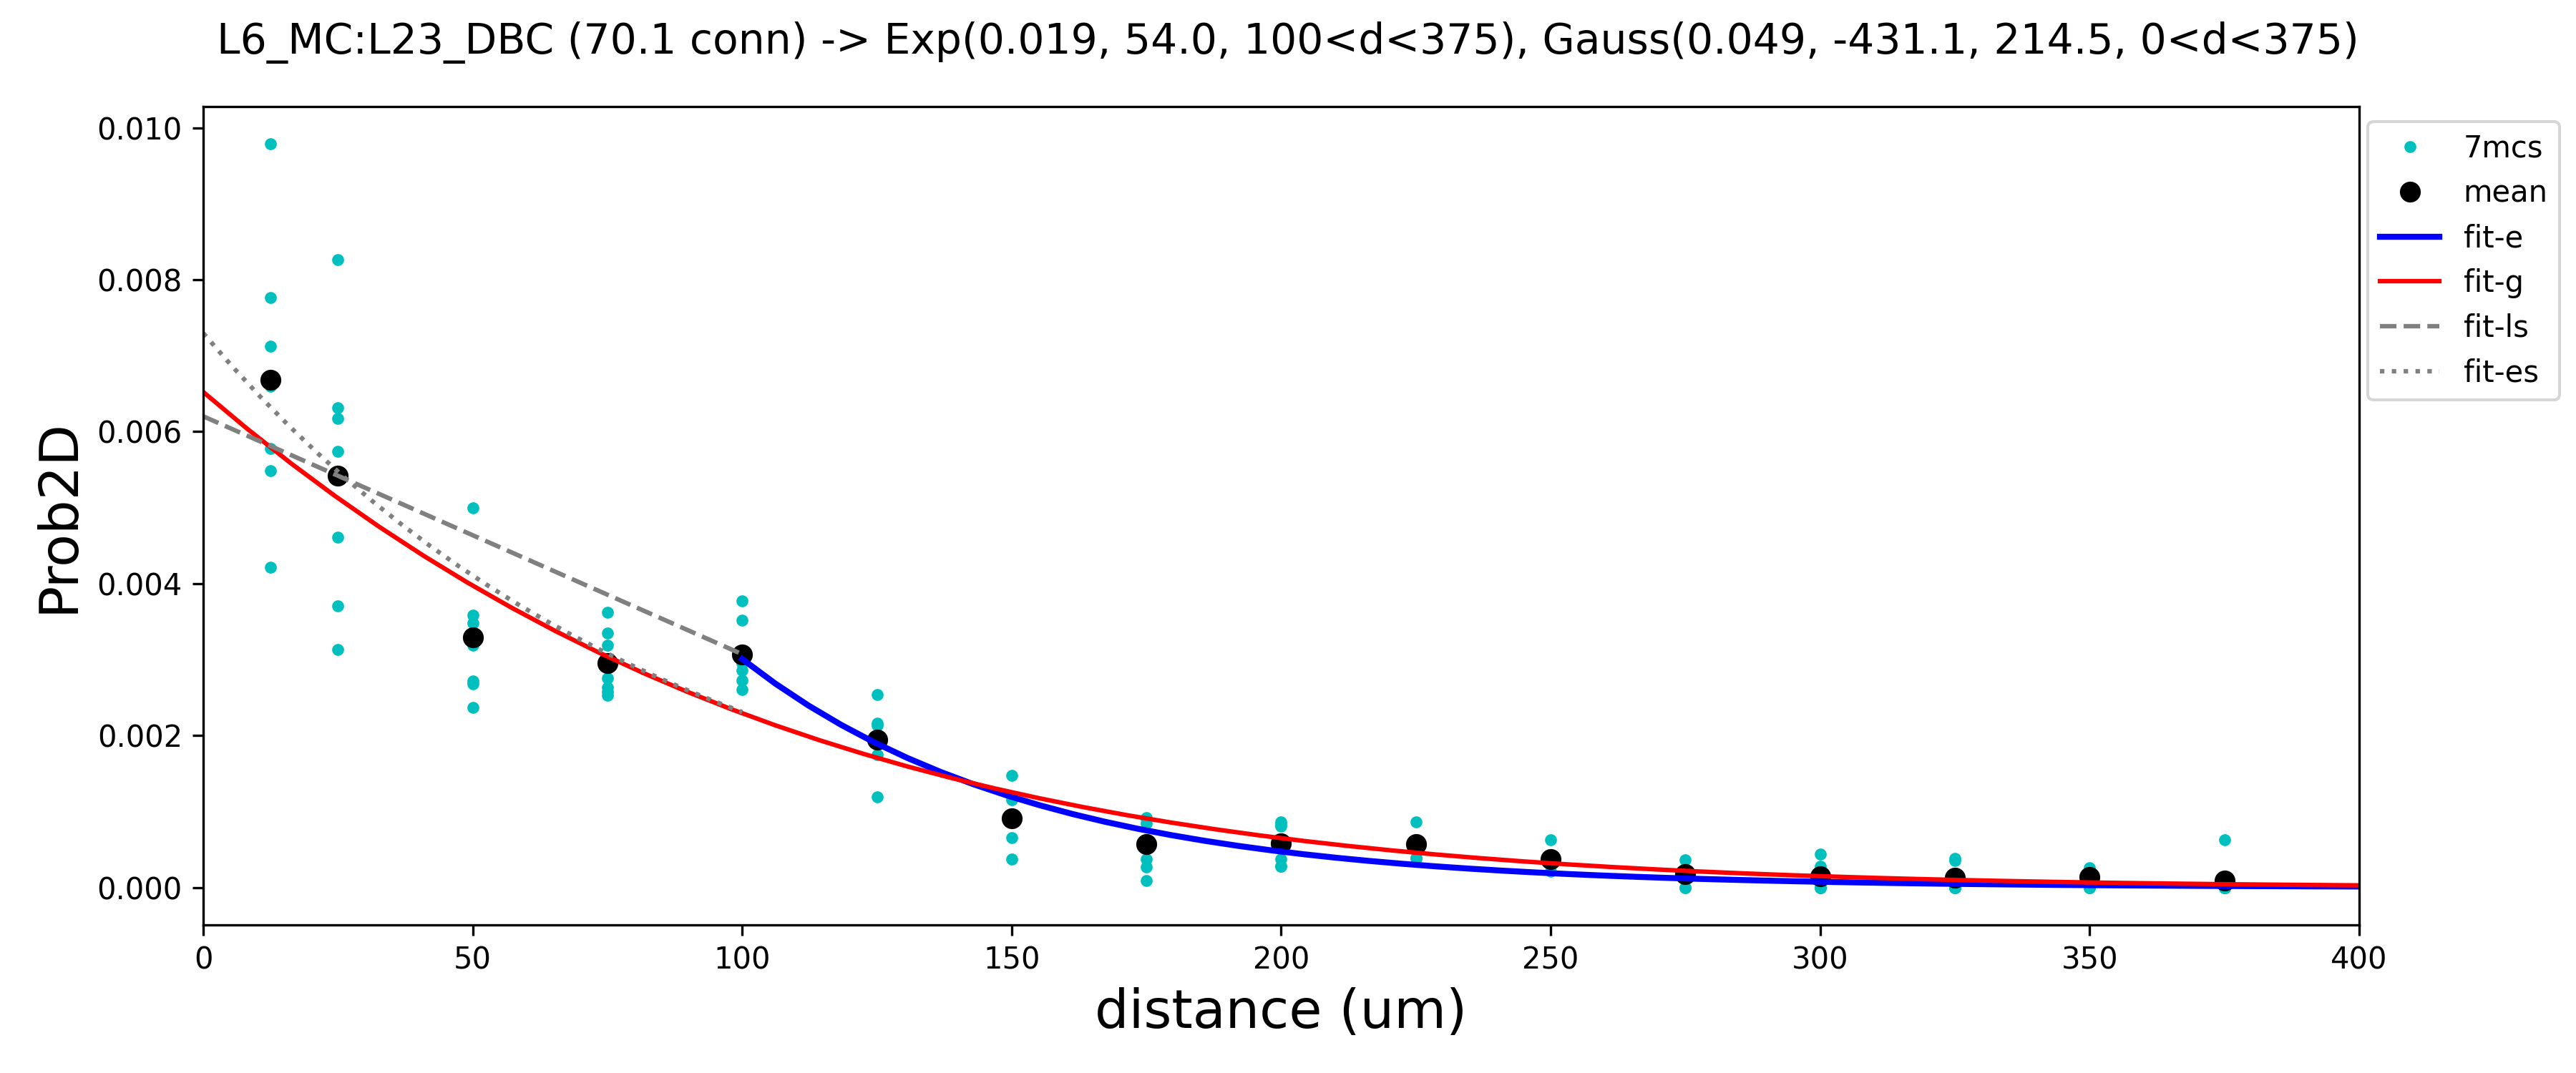 L6_MC:L23_DBC (70.1 conn) -> Exp(0.019, 54.0, 100<d<375), Gauss(0.049, -431.1, 214.5, 0<d<375)
0.010
0.008
0.006
0.004
0.002
0.000
Prob2D
0 50 100 150 200 250 300 350 400
distance (um)
7mcs
mean
fit-e
fit-g
fit-ls
fit-es